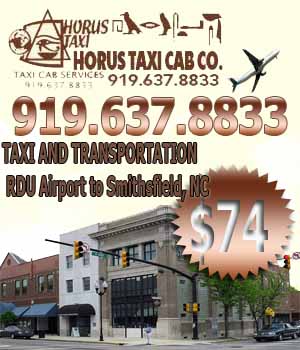 HORUS
TAXI
TAXI CAB SERVICES
919.637.8833
HORUS TAXI CAB CO.
919.637.8833
919.637.8833
TAXI AND TRANSPORTATION
RDU Airport to Smithsfield, NC
$74